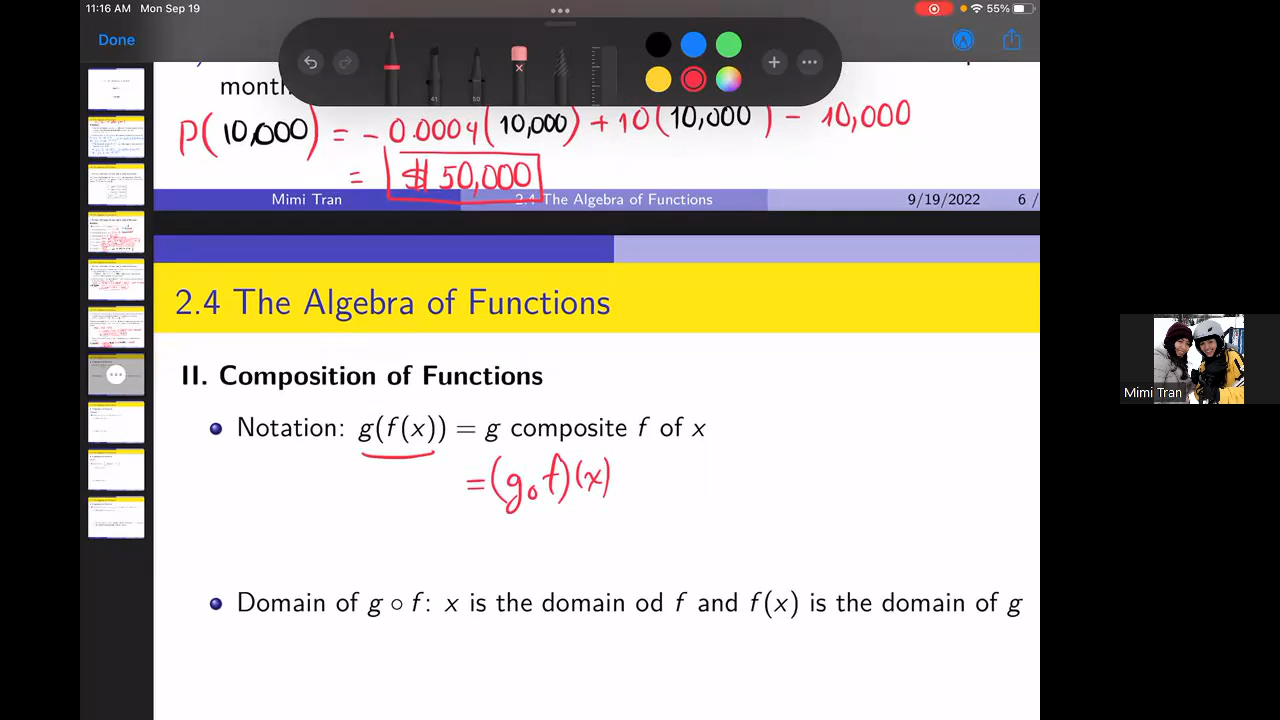 11:16 AM Mon Sep 19
55%
Done
41
50
month
P(10,000) = - 0.0004(10,000) + 10(10,000) - 10,000
= $ 50,000
Mimi Tran
2.4 The Algebra of Functions
9/19/2022
6 /
2.4 The Algebra of Functions
II. Composition of Functions
Notation: g(f(x)) = g composite f of x
= (g∘f)(x)
Domain of g ∘ f: x is the domain od f and f(x) is the domain of g
Mimi Tran